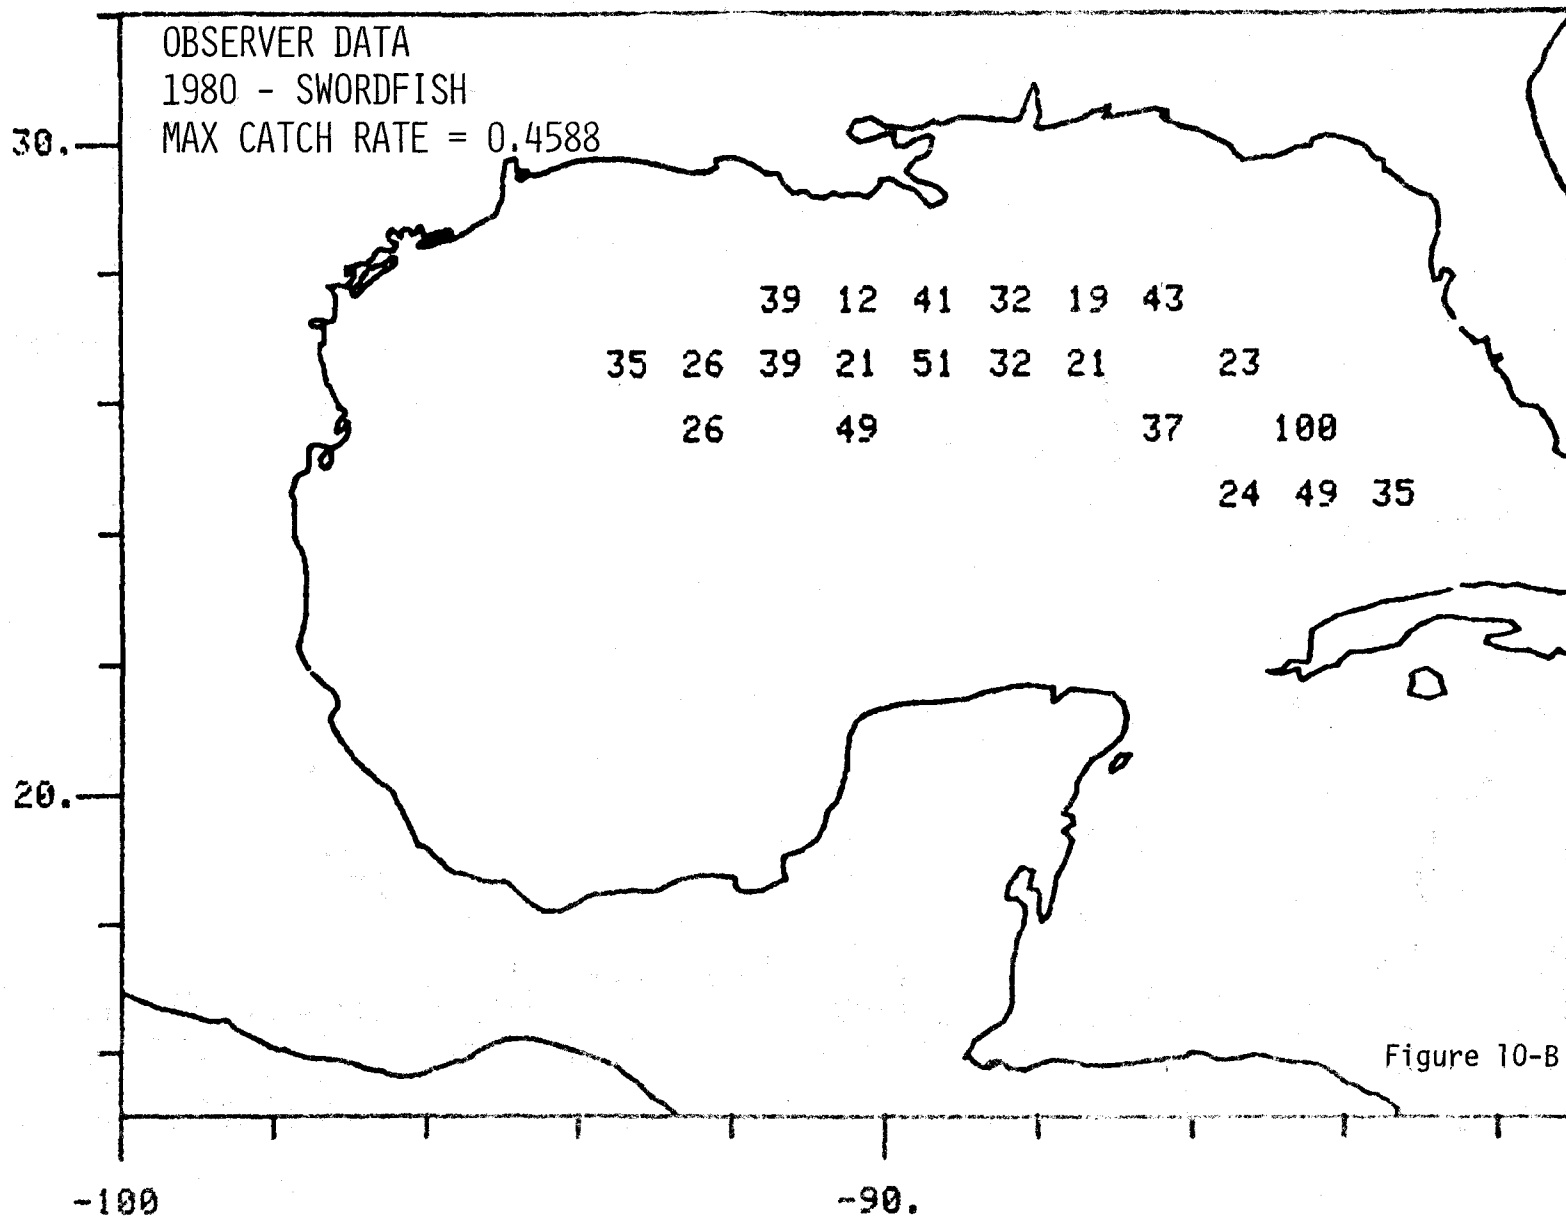 OBSERVER DATA
1980 - SWORDFISH
MAX CATCH RATE = 0.4588
30.
39 12 41 32 19 43
35 26 39 21 51 32 21 23
26 49 37 100
24 49 35
20.
Figure 10-B
-100 -90.